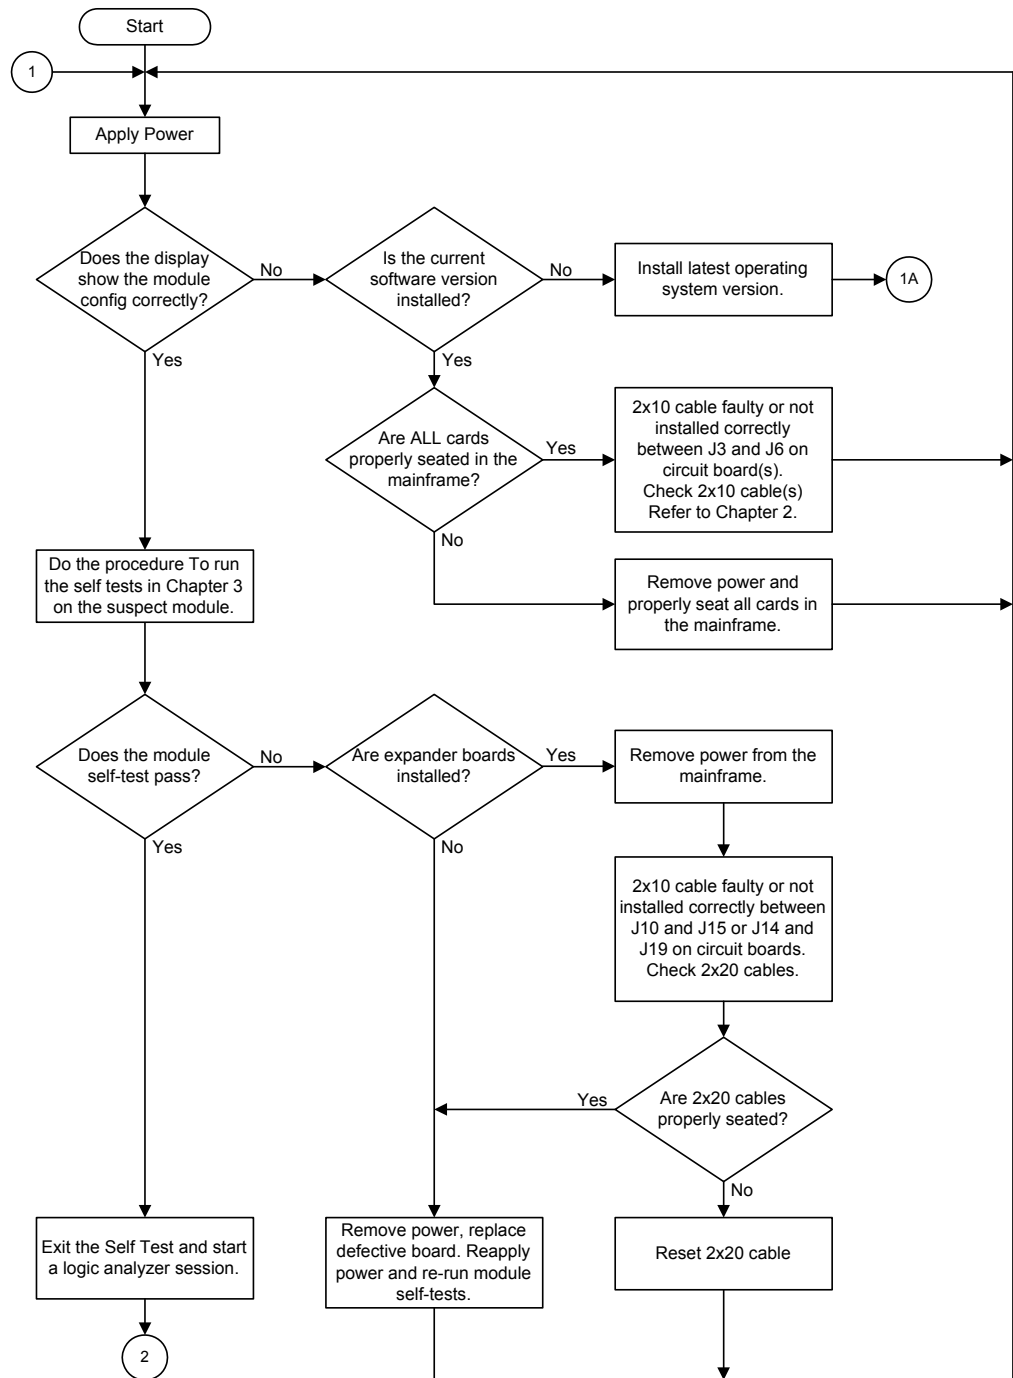 Start
1
Apply Power
Does the display
show the module
config correctly?
No
Is the current
software version
installed?
No
Install latest operating
system version.
1A
Yes
Yes
Are ALL cards
properly seated in the
mainframe?
Yes
2x10 cable faulty or not
installed correctly
between J3 and J6 on
circuit board(s).
Check 2x10 cable(s)
Refer to Chapter 2.
No
Do the procedure To run
the self tests in Chapter 3
on the suspect module.
Remove power and
properly seat all cards in
the mainframe.
Does the module
self-test pass?
No
Are expander boards
installed?
Yes
Remove power from the
mainframe.
Yes
No
2x10 cable faulty or not
installed correctly between
J10 and J15 or J14 and
J19 on circuit boards.
Check 2x20 cables.
Are 2x20 cables
properly seated?
Yes
No
Exit the Self Test and start
a logic analyzer session.
Remove power, replace
defective board. Reapply
power and re-run module
self-tests.
Reset 2x20 cable
2